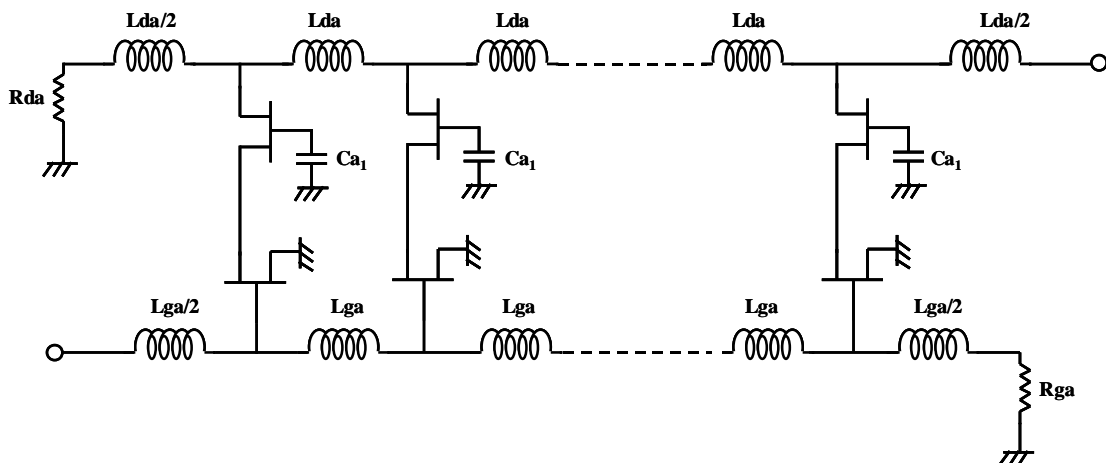 Lda/2 Lda Lda Lda Lda/2
Rda
Ca₁ Ca₁ Ca₁
Lga/2 Lga Lga Lga Lga/2
Rga